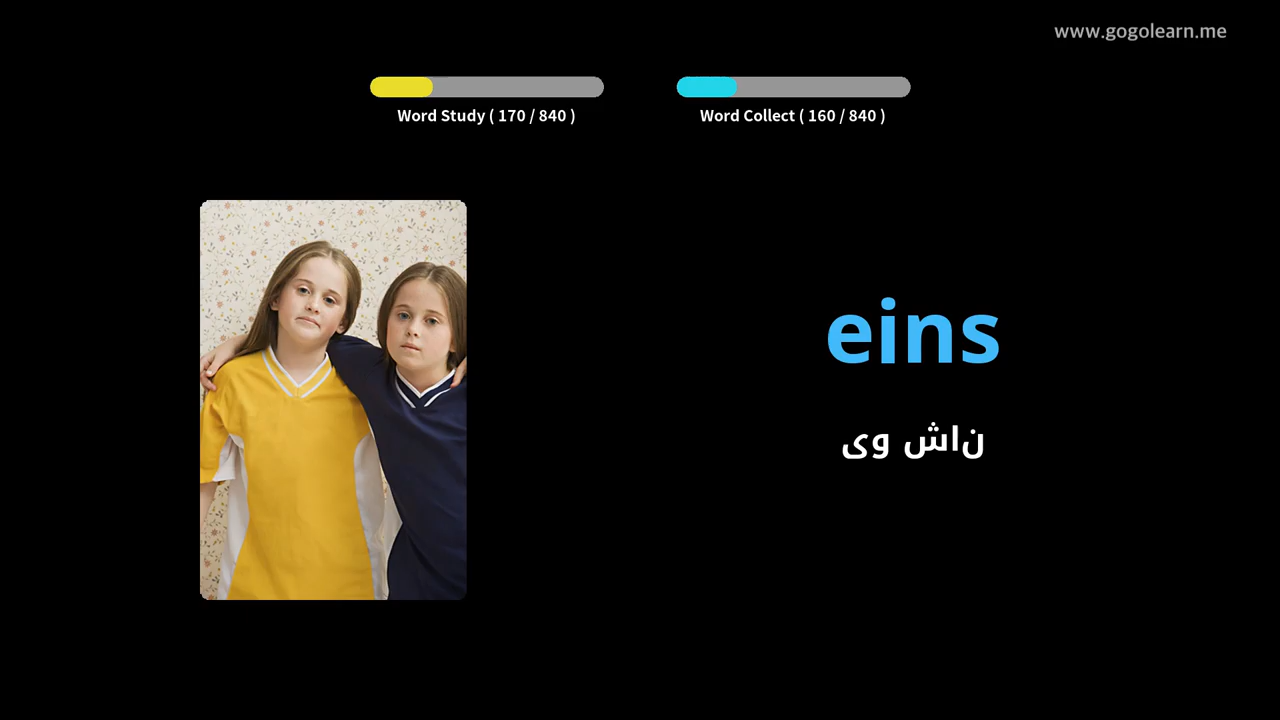 www.gogolearn.me
Word Study ( 170 / 840 )
Word Collect ( 160 / 840 )
eins
ناش وی